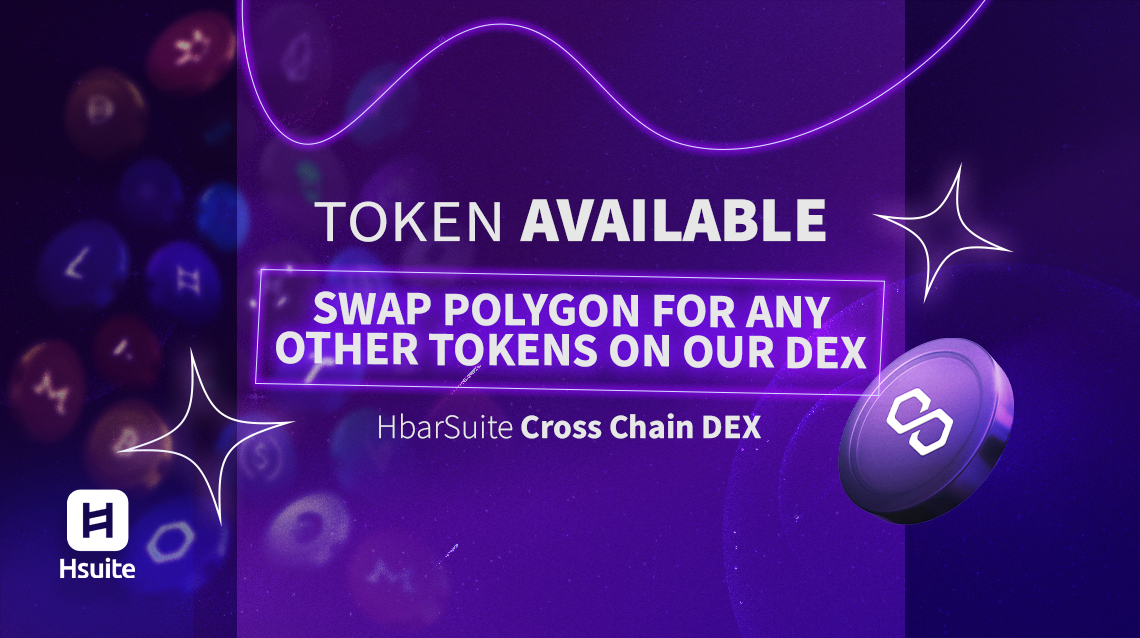 TOKEN AVAILABLE
SWAP POLYGON FOR ANY
OTHER TOKENS ON OUR DEX
HbarSuite Cross Chain DEX
Hsuite